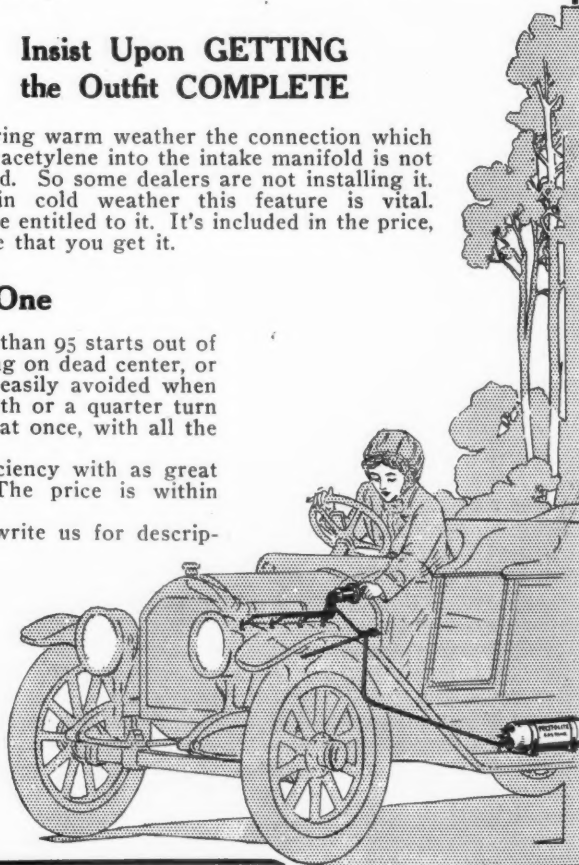 Insist Upon GETTING
the Outfit COMPLETE
ring warm weather the connection which
acetylene into the intake manifold is not
d. So some dealers are not installing it.
in cold weather this feature is vital.
e entitled to it. It's included in the price,
e that you get it.
One
than 95 starts out of
g on dead center, or
easily avoided when
th or a quarter turn
at once, with all the
ciency with as great
The price is within
write us for descrip-
PREST-O-LITE